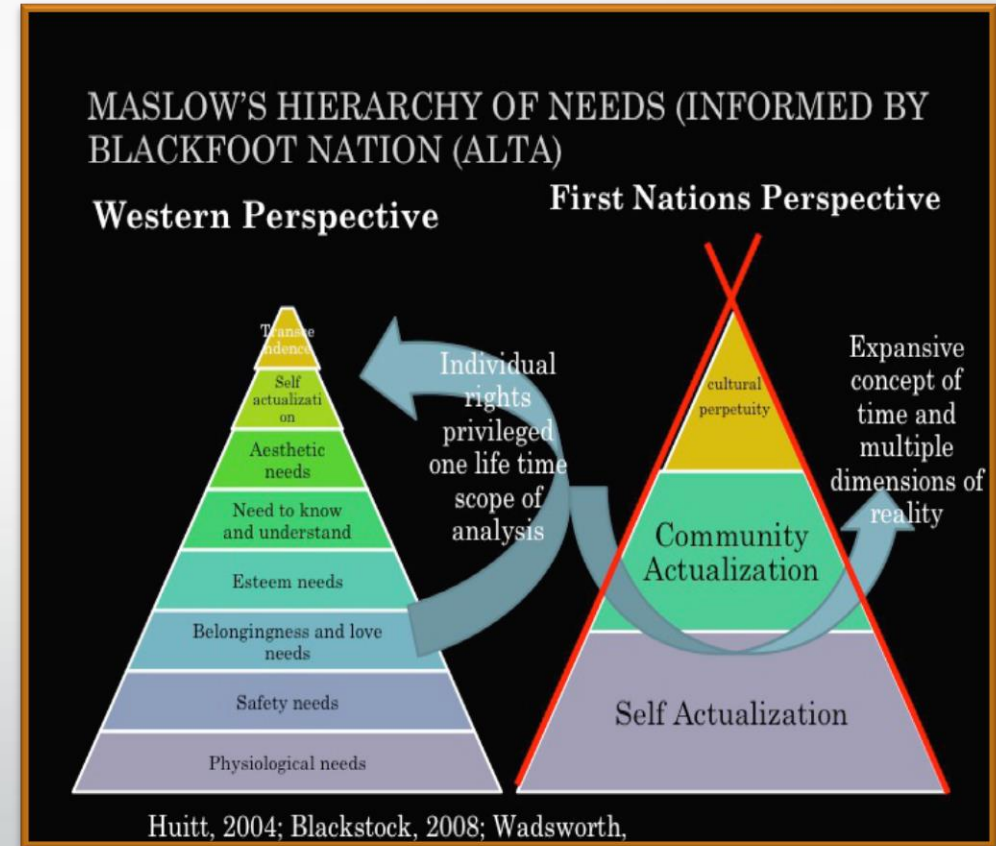 MASLOW'S HIERARCHY OF NEEDS (INFORMED BY
BLACKFOOT NATION (ALTA)
Western Perspective
First Nations Perspective
Transce
ndence
Self
actualizati
on
Aesthetic
needs
Need to know
and understand
Esteem needs
Belongingness and love
needs
Safety needs
Physiological needs
Individual
rights
privileged
one life time
scope of
analysis
cultural
perpetuity
Community
Actualization
Self Actualization
Expansive
concept of
time and
multiple
dimensions of
reality
Huitt, 2004; Blackstock, 2008; Wadsworth,